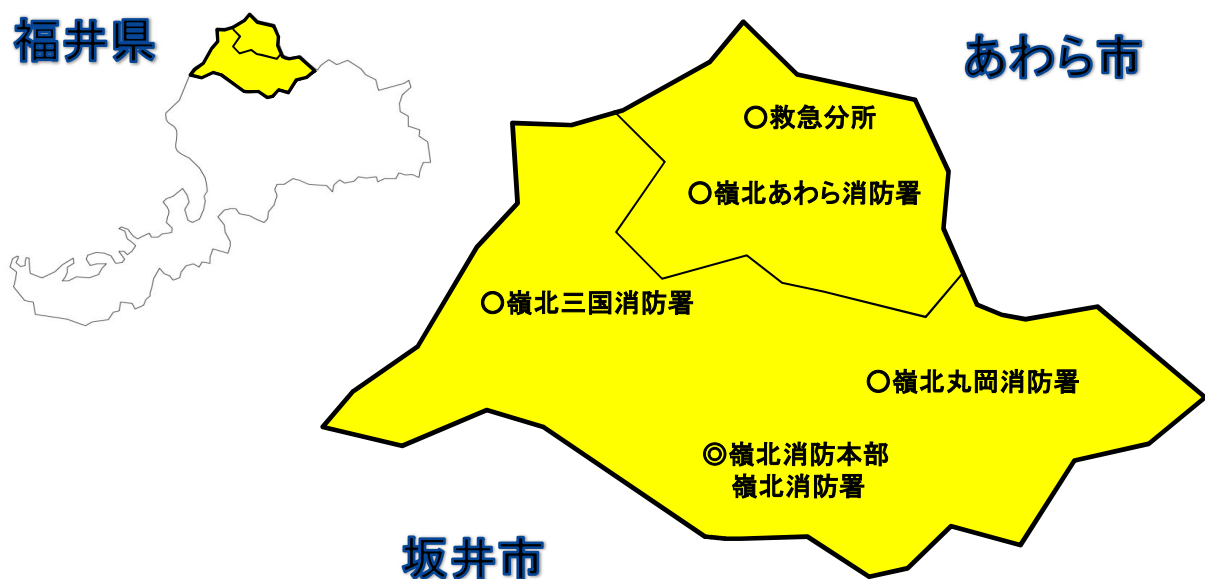 福井県
あわら市
○救急分所
○嶺北あわら消防署
○嶺北三国消防署
○嶺北丸岡消防署
◎嶺北消防本部
嶺北消防署
坂井市